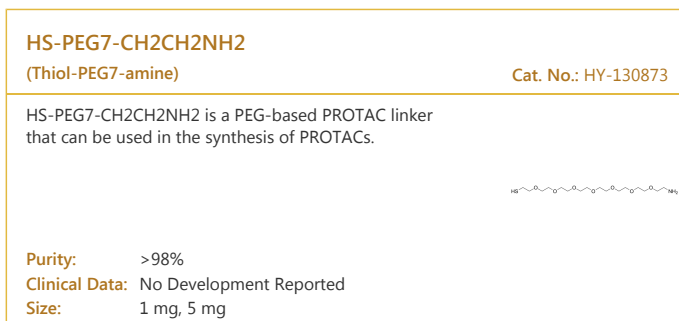 HS-PEG7-CH2CH2NH2
(Thiol-PEG7-amine)
Cat. No.: HY-130873
HS-PEG7-CH2CH2NH2 is a PEG-based PROTAC linker
that can be used in the synthesis of PROTACs.
HS O O O O O O O NH2
Purity: >98%
Clinical Data: No Development Reported
Size: 1 mg, 5 mg